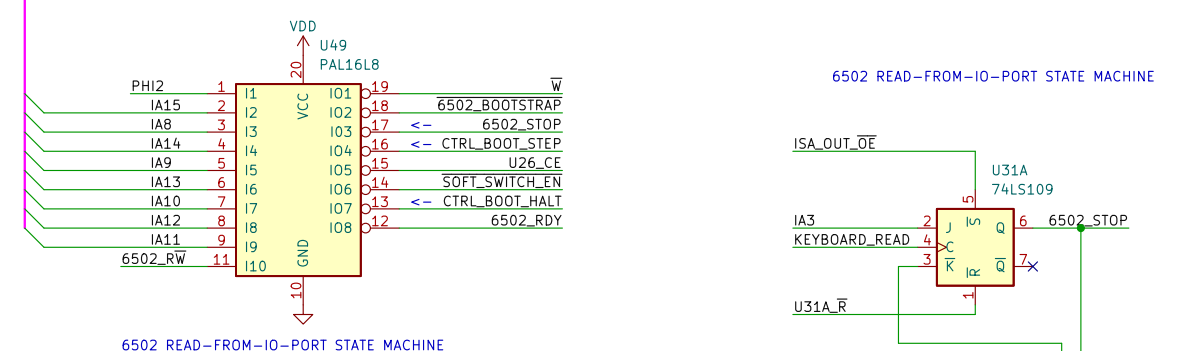 VDD
U49
PAL16L8
20
VCC
PHI2 1 I1 IO1 19 W
IA15 2 I2 IO2 18 6502_BOOTSTRAP
IA8 3 I3 IO3 17 <- 6502_STOP
IA14 4 I4 IO4 16 <- CTRL_BOOT_STEP
IA9 5 I5 IO5 15 U26_CE
IA13 6 I6 IO6 14 SOFT_SWITCH_EN
IA10 7 I7 IO7 13 <- CTRL_BOOT_HALT
IA12 8 I8 IO8 12 6502_RDY
IA11 9 I9
6502_RW 11 I10
GND
10
6502 READ-FROM-IO-PORT STATE MACHINE
6502 READ-FROM-IO-PORT STATE MACHINE
ISA_OUT_OE
U31A
74LS109
5
S
IA3 2 J Q 6 6502_STOP
KEYBOARD_READ 4 C
3 K Q 7
R
1
U31A_R